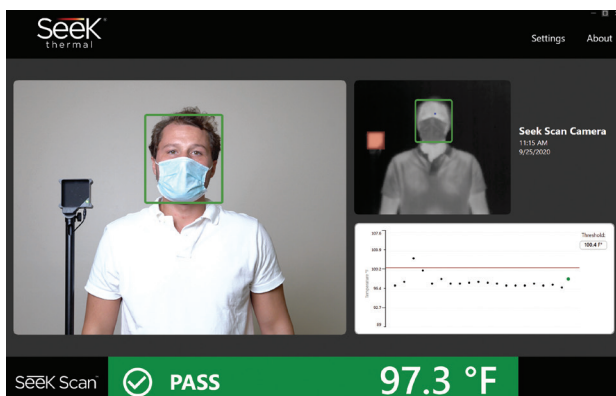 SeeK
thermal
Settings
About
Seek Scan Camera
11:15 AM
9/25/2020
Threshold:
100.4 F°
Temperature °F
SeeK Scan
PASS
97.3 °F